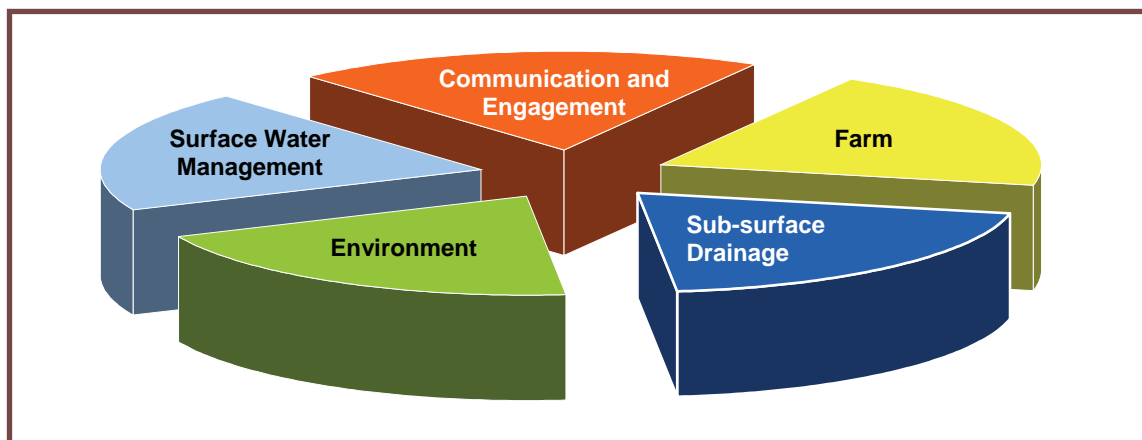 Communication and
Engagement
Surface Water
Management
Farm
Environment
Sub-surface
Drainage